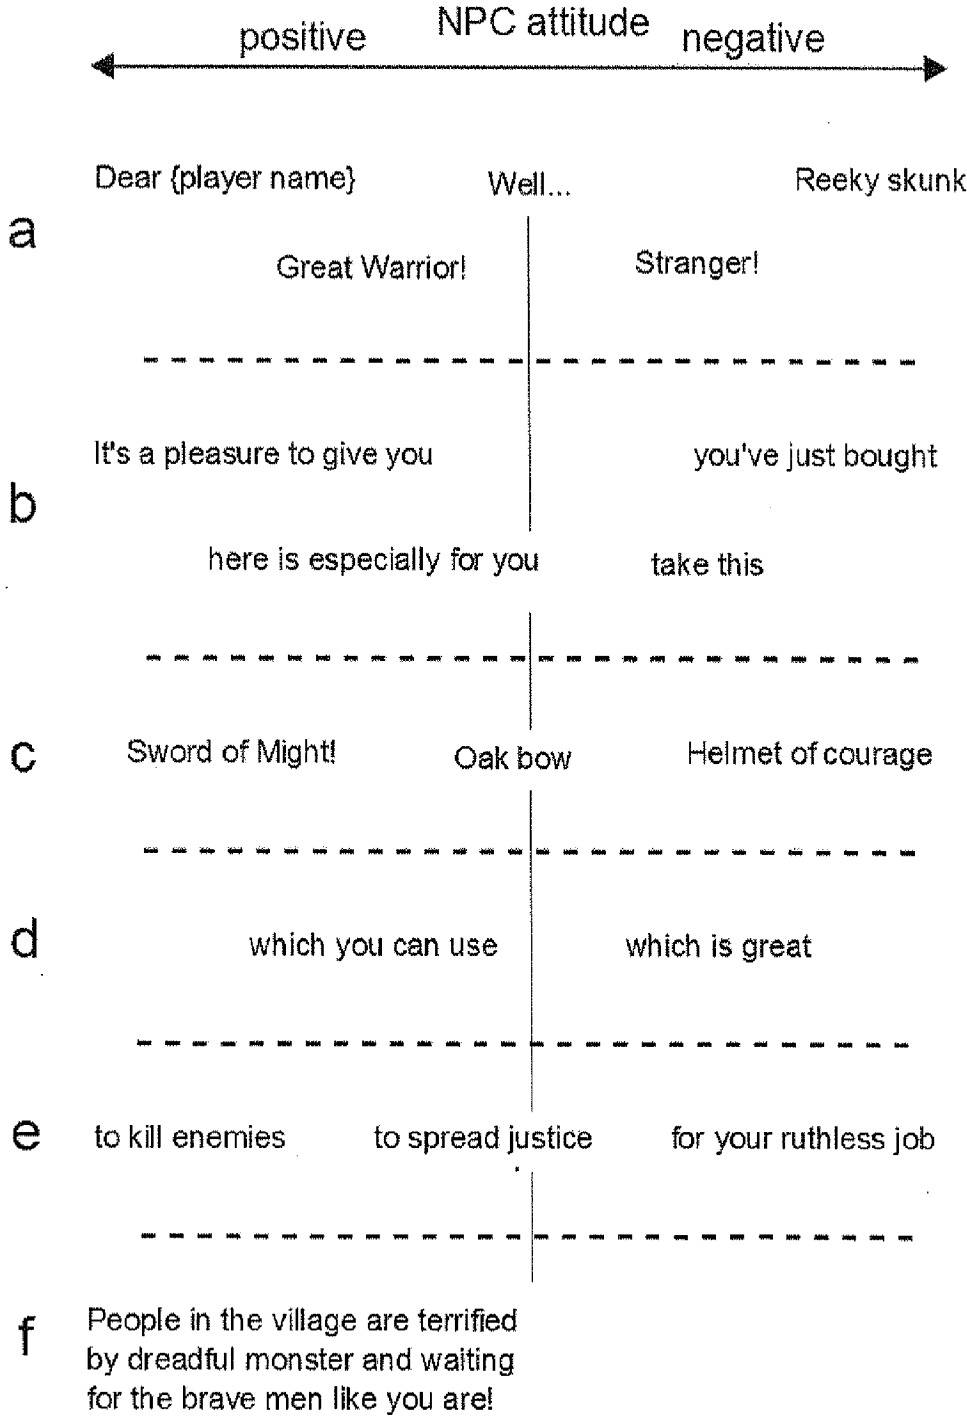 NPC attitude
positive
negative
Dear {player name}
Well...
Reeky skunk
a
Great Warrior!
Stranger!
It's a pleasure to give you
you've just bought
b
here is especially for you
take this
c
Sword of Might!
Oak bow
Helmet of courage
d
which you can use
which is great
e
to kill enemies
to spread justice
for your ruthless job
f
People in the village are terrified
by dreadful monster and waiting
for the brave men like you are!